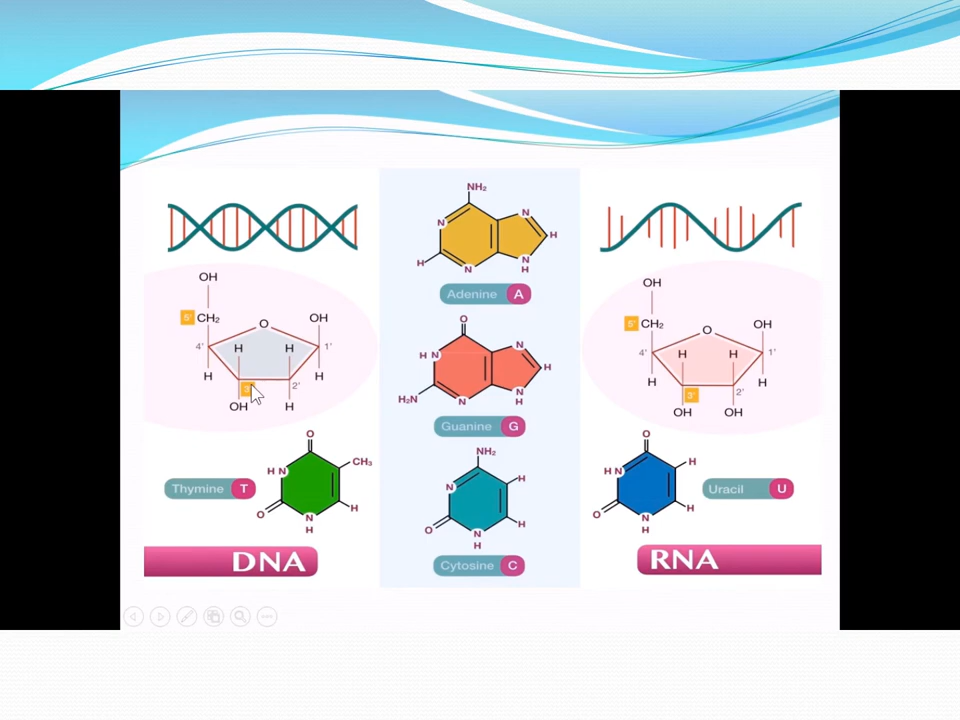 NH₂
N
N
H
N
N
H
H
Adenine A
O
H N
N
H
H₂N
N
N
H
Guanine G
NH₂
N
H
O
H
N
H
Cytosine C
OH
5' CH₂
O
OH
4'
H
H
1'
H
H
3'
2'
OH
H
O
H N
CH₃
O
H
N
H
Thymine T
DNA
OH
5' CH₂
O
OH
4'
H
H
1'
H
H
3'
2'
OH
OH
O
H N
H
O
H
N
H
Uracil U
RNA